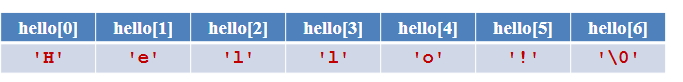 hello[0] hello[1] hello[2] hello[3] hello[4] hello[5] hello[6]
'H' 'e' 'l' 'l' 'o' '!' '\0'